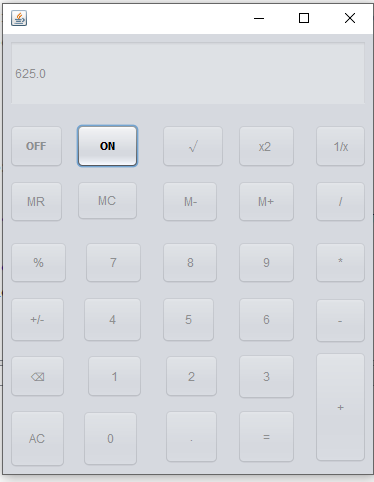 625.0
OFF ON √ x2 1/x
MR MC M- M+ /
% 7 8 9 *
+/- 4 5 6 -
⌫ 1 2 3
+
AC 0 . =